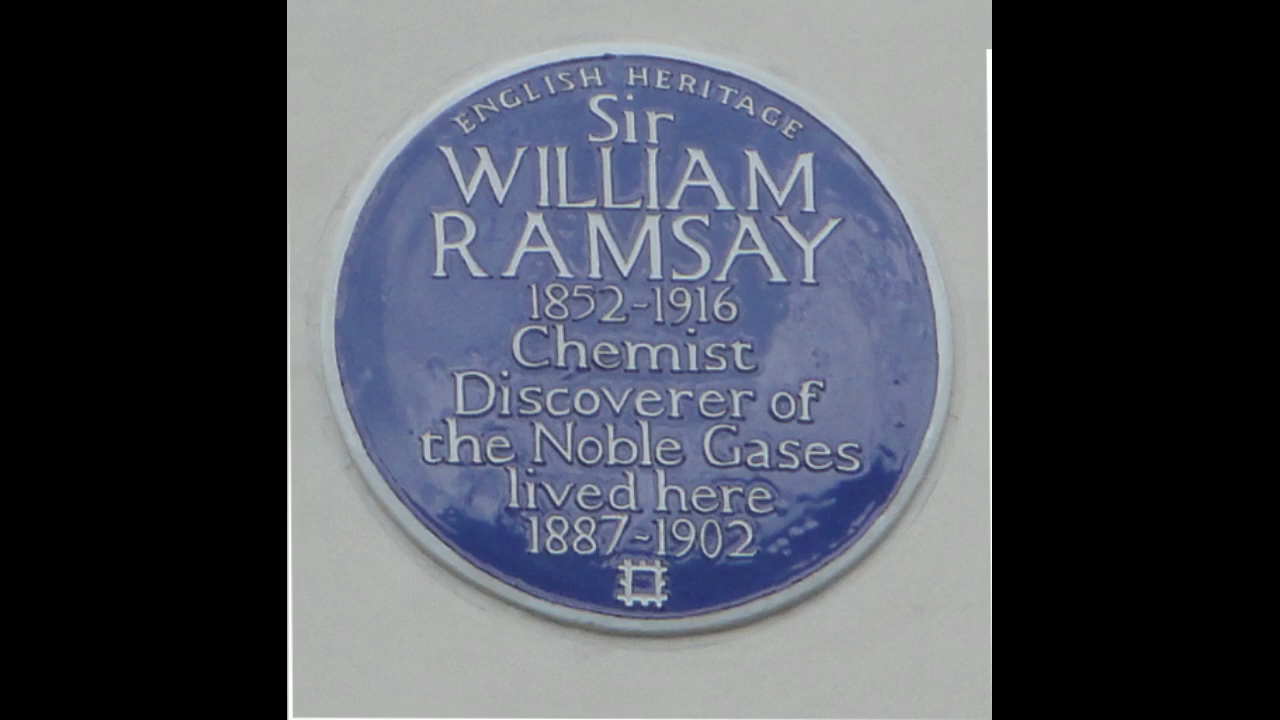 ENGLISH HERITAGE
Sir
WILLIAM
RAMSAY
1852-1916
Chemist
Discoverer of
the Noble Gases
lived here
1887-1902